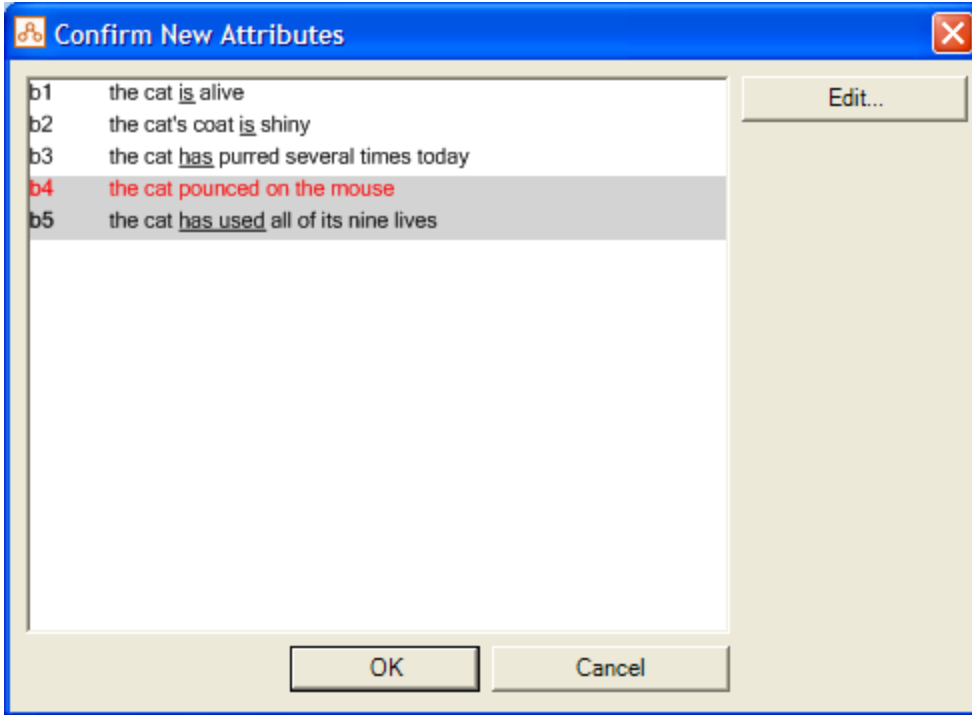 Confirm New Attributes
b1 the cat is alive
Edit...
b2 the cat's coat is shiny
b3 the cat has purred several times today
b4 the cat pounced on the mouse
b5 the cat has used all of its nine lives
OK Cancel